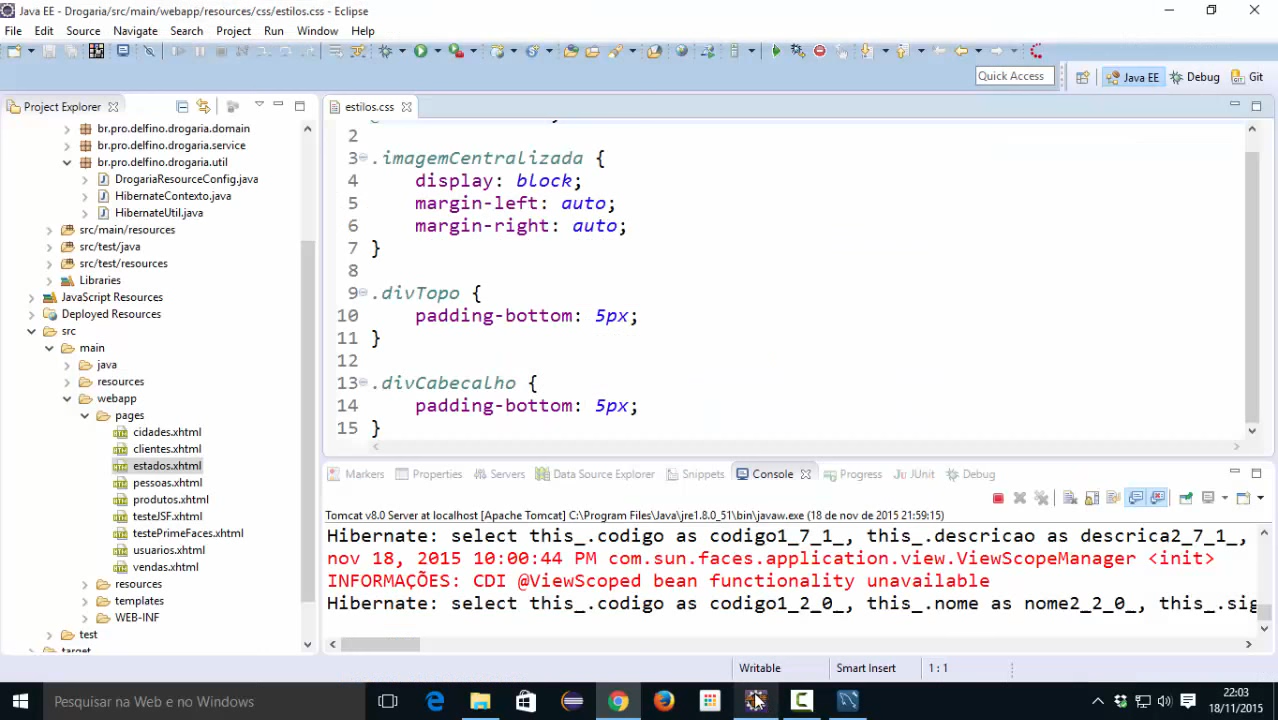 Java EE - Drogaria/src/main/webapp/resources/css/estilos.css - Eclipse
File Edit Source Navigate Search Project Run Window Help
Quick Access
Java EE
Debug
Git
Project Explorer
br.pro.delfino.drogaria.domain
br.pro.delfino.drogaria.service
br.pro.delfino.drogaria.util
DrogariaResourceConfig.java
HibernateContexto.java
HibernateUtil.java
src/main/resources
src/test/java
src/test/resources
Libraries
JavaScript Resources
Deployed Resources
src
main
java
resources
webapp
pages
cidades.xhtml
clientes.xhtml
estados.xhtml
pessoas.xhtml
produtos.xhtml
testeJSF.xhtml
testePrimeFaces.xhtml
usuarios.xhtml
vendas.xhtml
resources
templates
WEB-INF
test
target
estilos.css
2
3 .imagemCentralizada {
4 display: block;
5 margin-left: auto;
6 margin-right: auto;
7 }
8
9 .divTopo {
10 padding-bottom: 5px;
11 }
12
13 .divCabecalho {
14 padding-bottom: 5px;
15 }
Markers Properties Servers Data Source Explorer Snippets Console Progress JUnit Debug
Tomcat v8.0 Server at localhost [Apache Tomcat] C:\Program Files\Java\jre1.8.0_51\bin\javaw.exe (18 de nov de 2015 21:59:15)
Hibernate: select this_.codigo as codigo1_7_1_, this_.descricao as descrica2_7_1_,
nov 18, 2015 10:00:44 PM com.sun.faces.application.view.ViewScopeManager <init>
INFORMAÇÕES: CDI @ViewScoped bean functionality unavailable
Hibernate: select this_.codigo as codigo1_2_0_, this_.nome as nome2_2_0_, this_.sig
Writable
Smart Insert
1 : 1
Pesquisar na Web e no Windows
22:03
18/11/2015